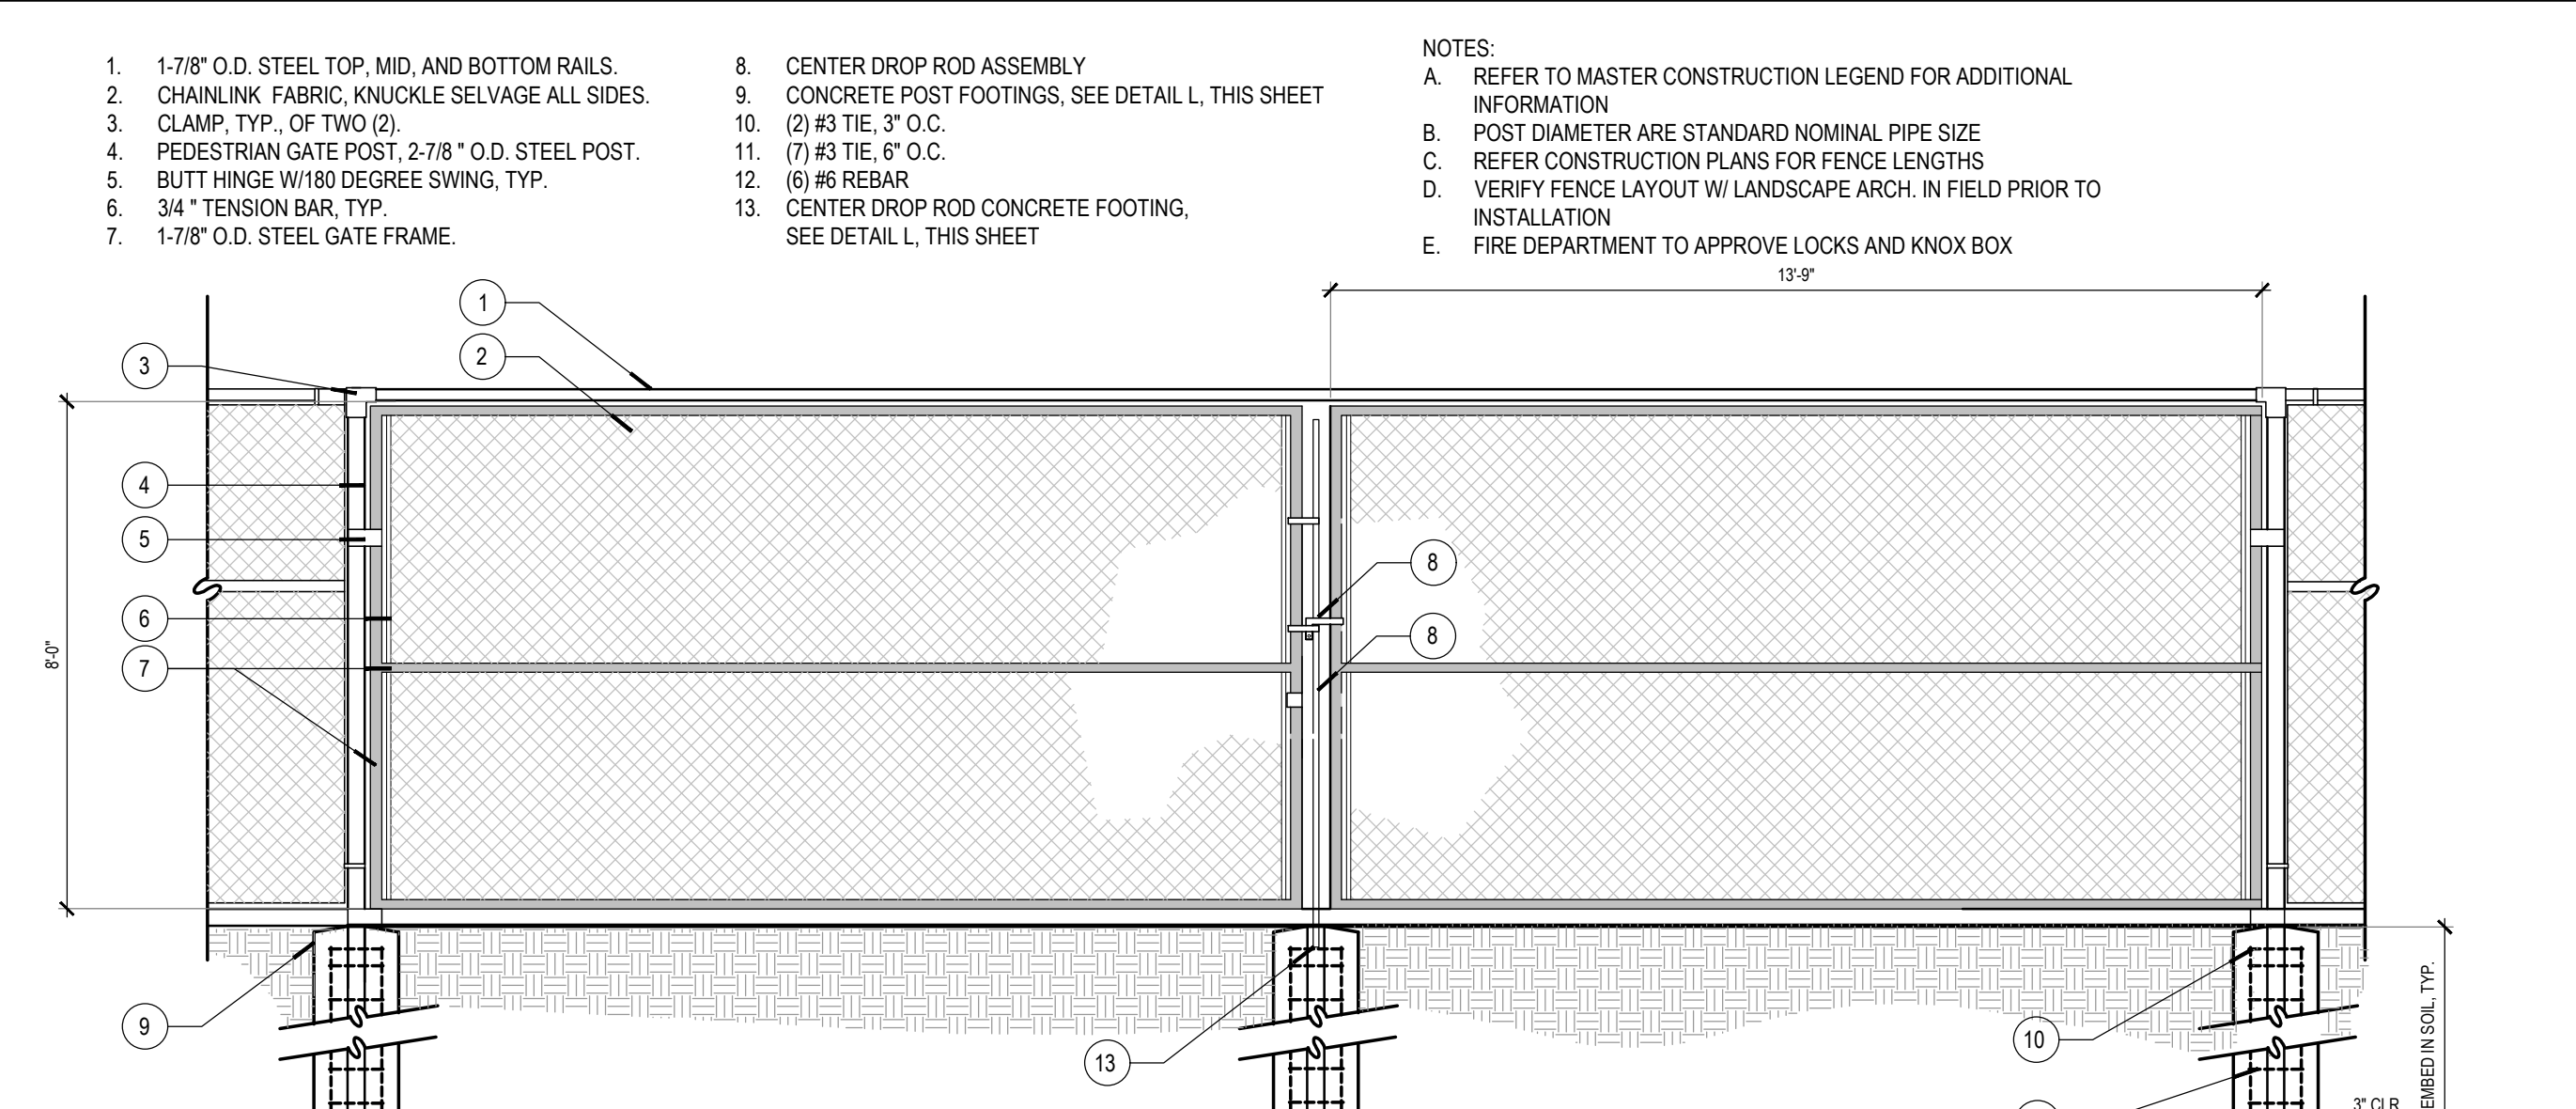 1. 1-7/8" O.D. STEEL TOP, MID, AND BOTTOM RAILS.
2. CHAINLINK FABRIC, KNUCKLE SELVAGE ALL SIDES.
3. CLAMP, TYP., OF TWO (2).
4. PEDESTRIAN GATE POST, 2-7/8 " O.D. STEEL POST.
5. BUTT HINGE W/180 DEGREE SWING, TYP.
6. 3/4 " TENSION BAR, TYP.
7. 1-7/8" O.D. STEEL GATE FRAME.
8. CENTER DROP ROD ASSEMBLY
9. CONCRETE POST FOOTINGS, SEE DETAIL L, THIS SHEET
10. (2) #3 TIE, 3" O.C.
11. (7) #3 TIE, 6" O.C.
12. (6) #6 REBAR
13. CENTER DROP ROD CONCRETE FOOTING,
SEE DETAIL L, THIS SHEET
NOTES:
A. REFER TO MASTER CONSTRUCTION LEGEND FOR ADDITIONAL
INFORMATION
B. POST DIAMETER ARE STANDARD NOMINAL PIPE SIZE
C. REFER CONSTRUCTION PLANS FOR FENCE LENGTHS
D. VERIFY FENCE LAYOUT W/ LANDSCAPE ARCH. IN FIELD PRIOR TO
INSTALLATION
E. FIRE DEPARTMENT TO APPROVE LOCKS AND KNOX BOX
13'-9"
1
2
3
4
5
6
7
8'-0"
8
8
9
13
10
EMBED IN SOIL, TYP.
3" CLR